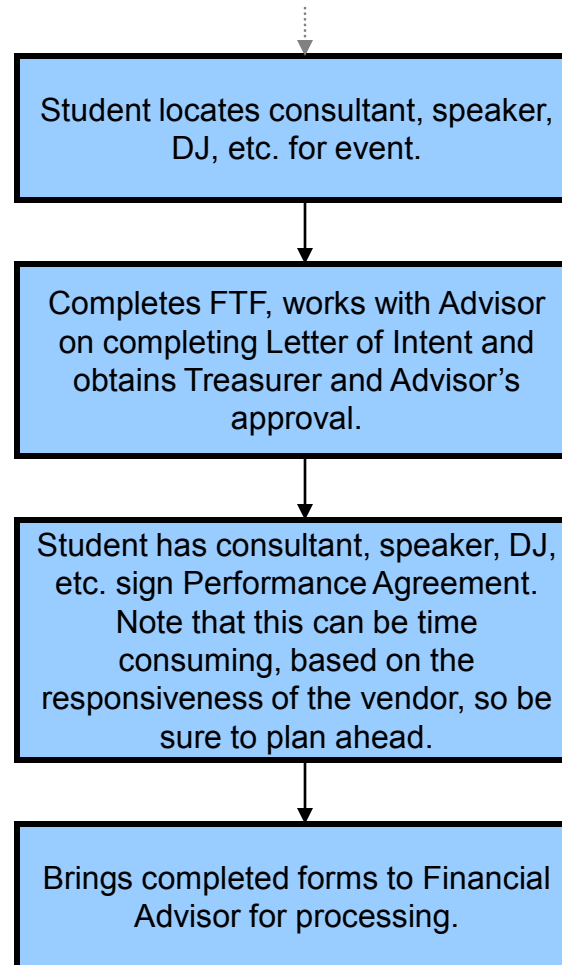 Student locates consultant, speaker,
DJ, etc. for event.
Completes FTF, works with Advisor
on completing Letter of Intent and
obtains Treasurer and Advisor’s
approval.
Student has consultant, speaker, DJ,
etc. sign Performance Agreement.
Note that this can be time
consuming, based on the
responsiveness of the vendor, so be
sure to plan ahead.
Brings completed forms to Financial
Advisor for processing.